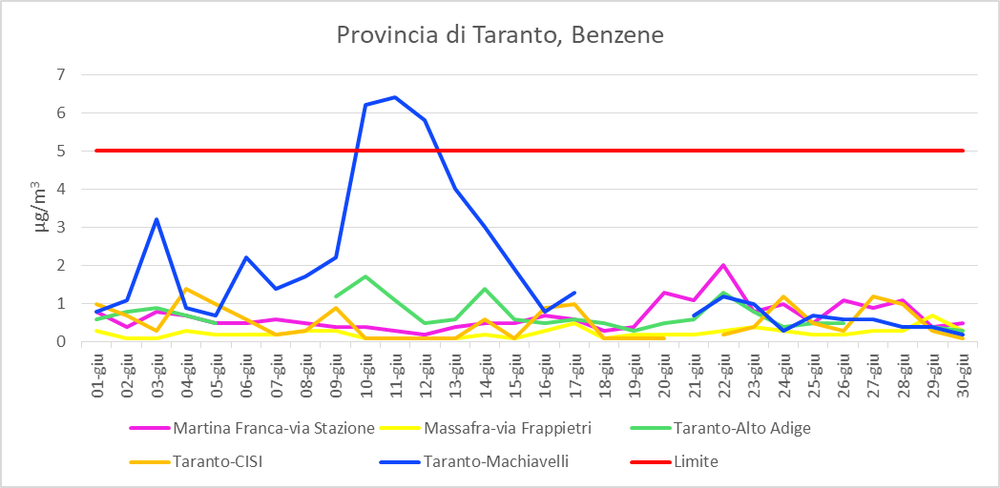 Provincia di Taranto, Benzene
7
6
5
4
3
2
1
0
µg/m³
01-giu
02-giu
03-giu
04-giu
05-giu
06-giu
07-giu
08-giu
09-giu
10-giu
11-giu
12-giu
13-giu
14-giu
15-giu
16-giu
17-giu
18-giu
19-giu
20-giu
21-giu
22-giu
23-giu
24-giu
25-giu
26-giu
27-giu
28-giu
29-giu
30-giu
Martina Franca-via Stazione Massafra-via Frappietri Taranto-Alto Adige
Taranto-CISI Taranto-Machiavelli Limite